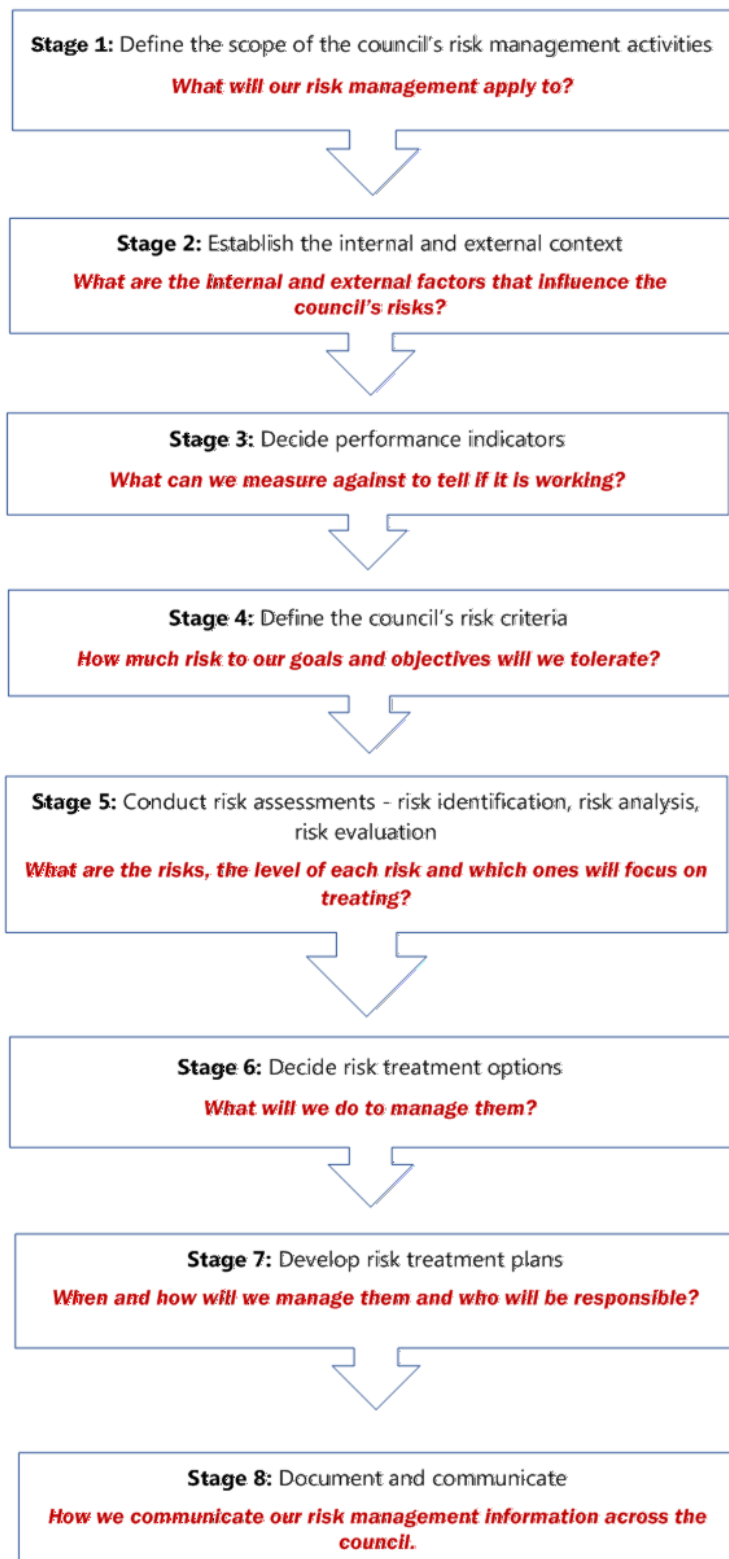 Stage 1: Define the scope of the council's risk management activities
What will our risk management apply to?
Stage 2: Establish the internal and external context
What are the internal and external factors that influence the
council's risks?
Stage 3: Decide performance indicators
What can we measure against to tell if it is working?
Stage 4: Define the council's risk criteria
How much risk to our goals and objectives will we tolerate?
Stage 5: Conduct risk assessments - risk identification, risk analysis,
risk evaluation
What are the risks, the level of each risk and which ones will focus on
treating?
Stage 6: Decide risk treatment options
What will we do to manage them?
Stage 7: Develop risk treatment plans
When and how will we manage them and who will be responsible?
Stage 8: Document and communicate
How we communicate our risk management information across the
council.